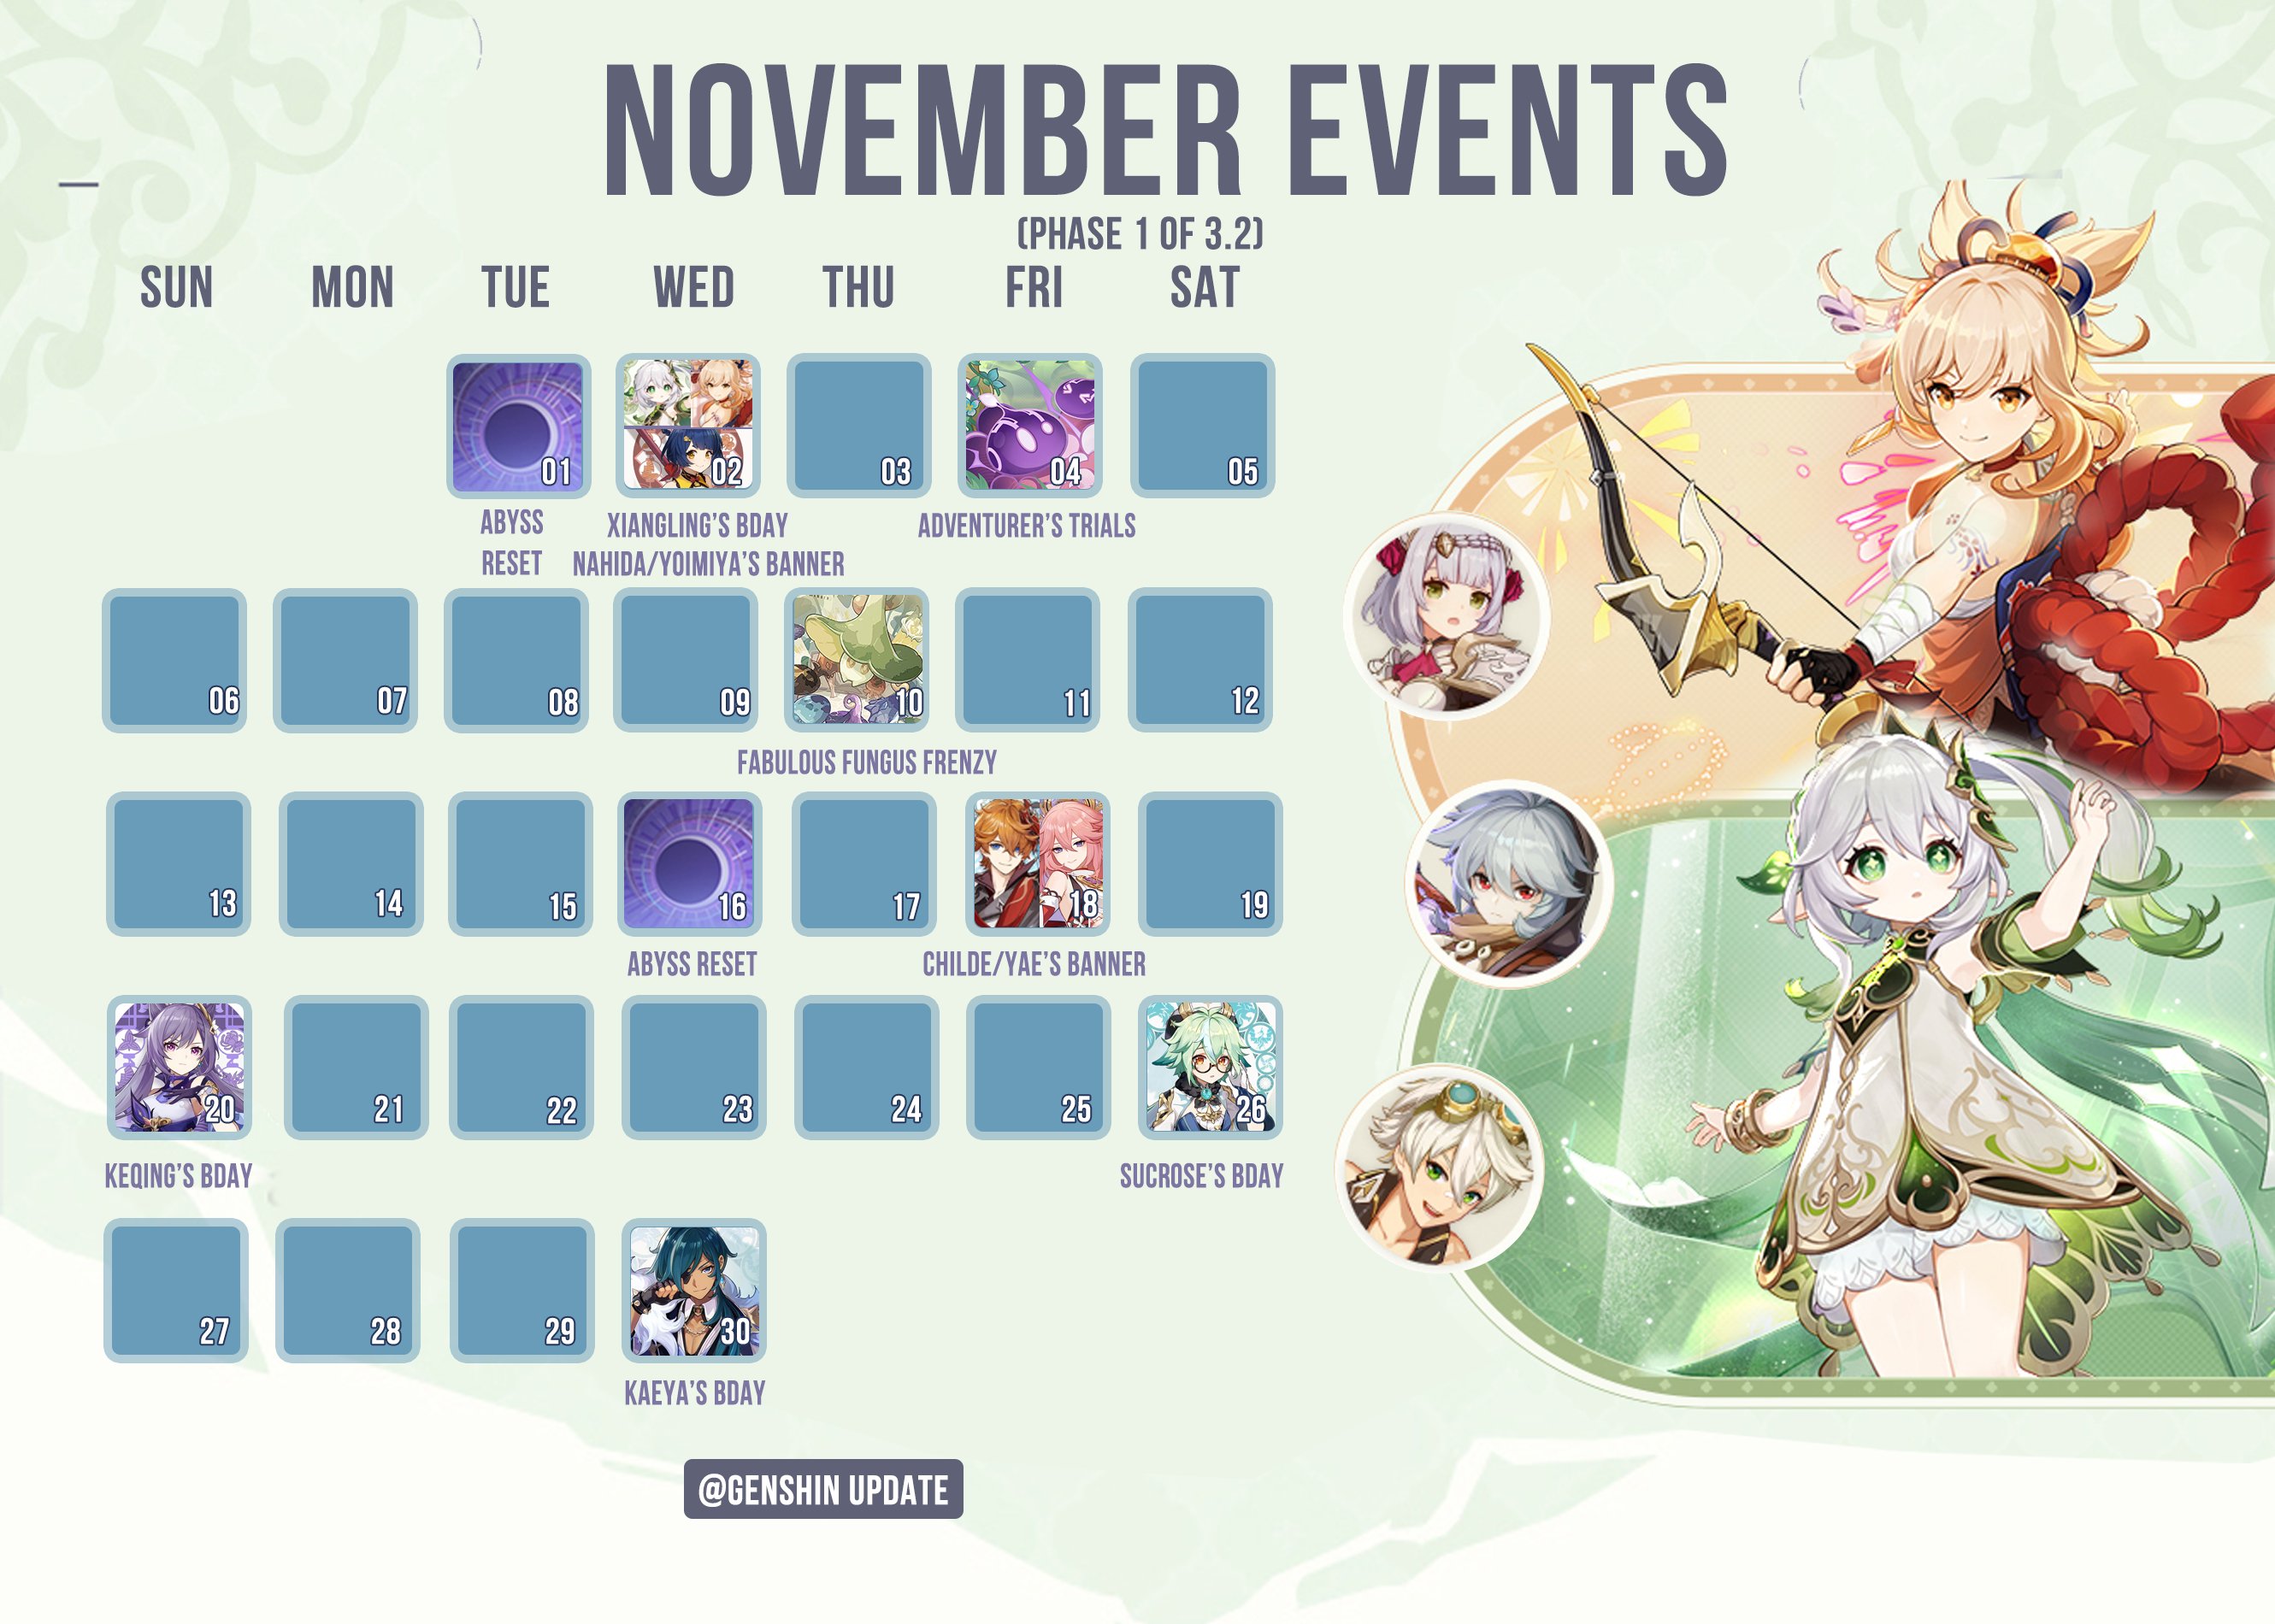 NOVEMBER EVENTS
(PHASE 1 OF 3.2)
SUN MON TUE WED THU FRI SAT
01 02 03 04 05
ABYSS
RESET
XIANGLING'S BDAY
NAHIDA/YOIMIYA'S BANNER
ADVENTURER'S TRIALS
06 07 08 09 10 11 12
FABULOUS FUNGUS FRENZY
13 14 15 16 17 18 19
ABYSS RESET
CHILDE/YAE'S BANNER
20 21 22 23 24 25 26
KEQING'S BDAY
SUCROSE'S BDAY
27 28 29 30
KAEYA'S BDAY
@GENSHIN UPDATE